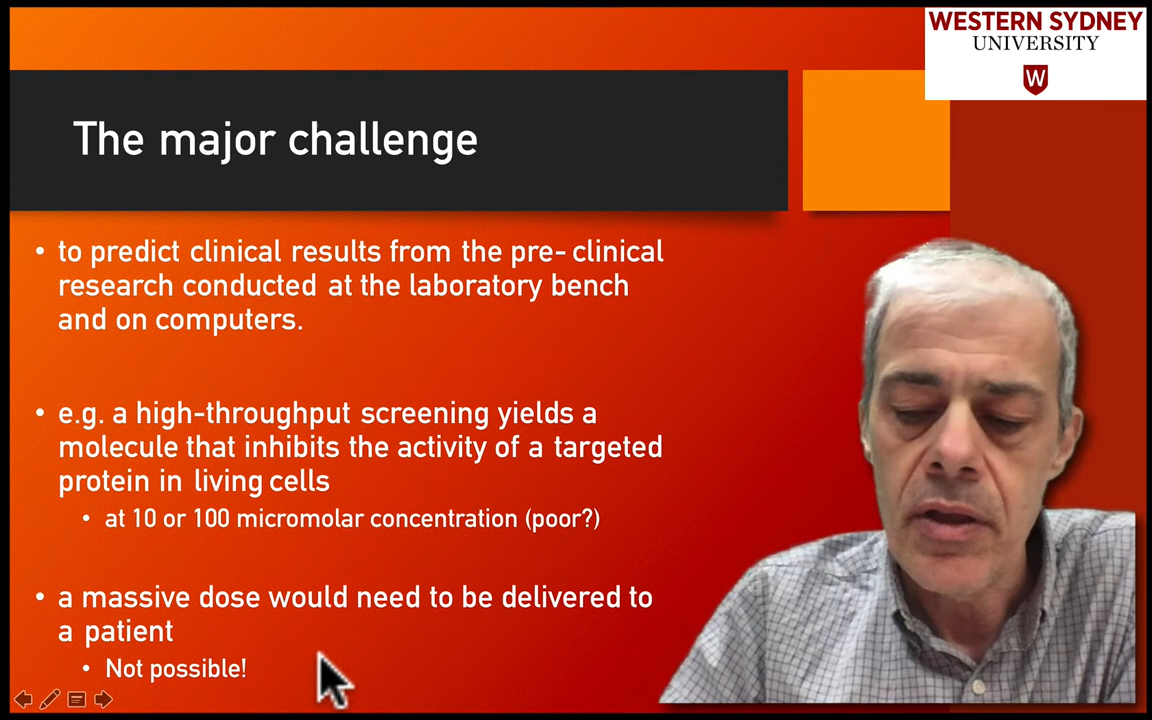 WESTERN SYDNEY
UNIVERSITY
W
The major challenge
• to predict clinical results from the pre- clinical
research conducted at the laboratory bench
and on computers.
• e.g. a high-throughput screening yields a
molecule that inhibits the activity of a targeted
protein in living cells
• at 10 or 100 micromolar concentration (poor?)
• a massive dose would need to be delivered to
a patient
• Not possible!